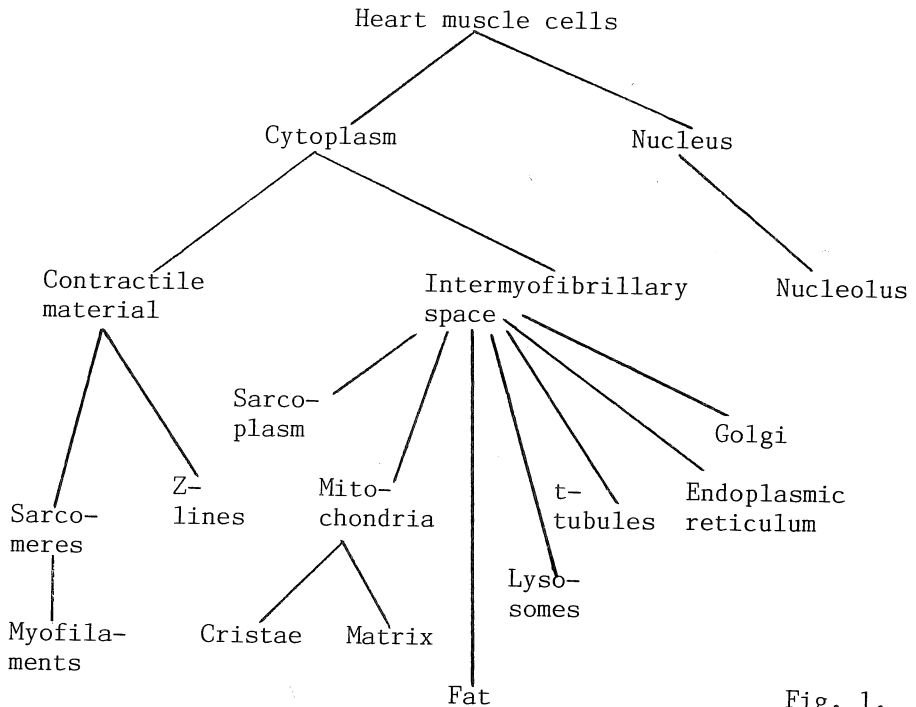 Heart muscle cells
Cytoplasm
Nucleus
Contractile
material
Intermyofibrillary
space
Nucleolus
Sarco-
plasm
Golgi
Z-
lines
Mito-
chondria
t-
tubules
Endoplasmic
reticulum
Sarco-
meres
Lyso-
somes
Myofila-
ments
Cristae
Matrix
Fat
Fig. 1.